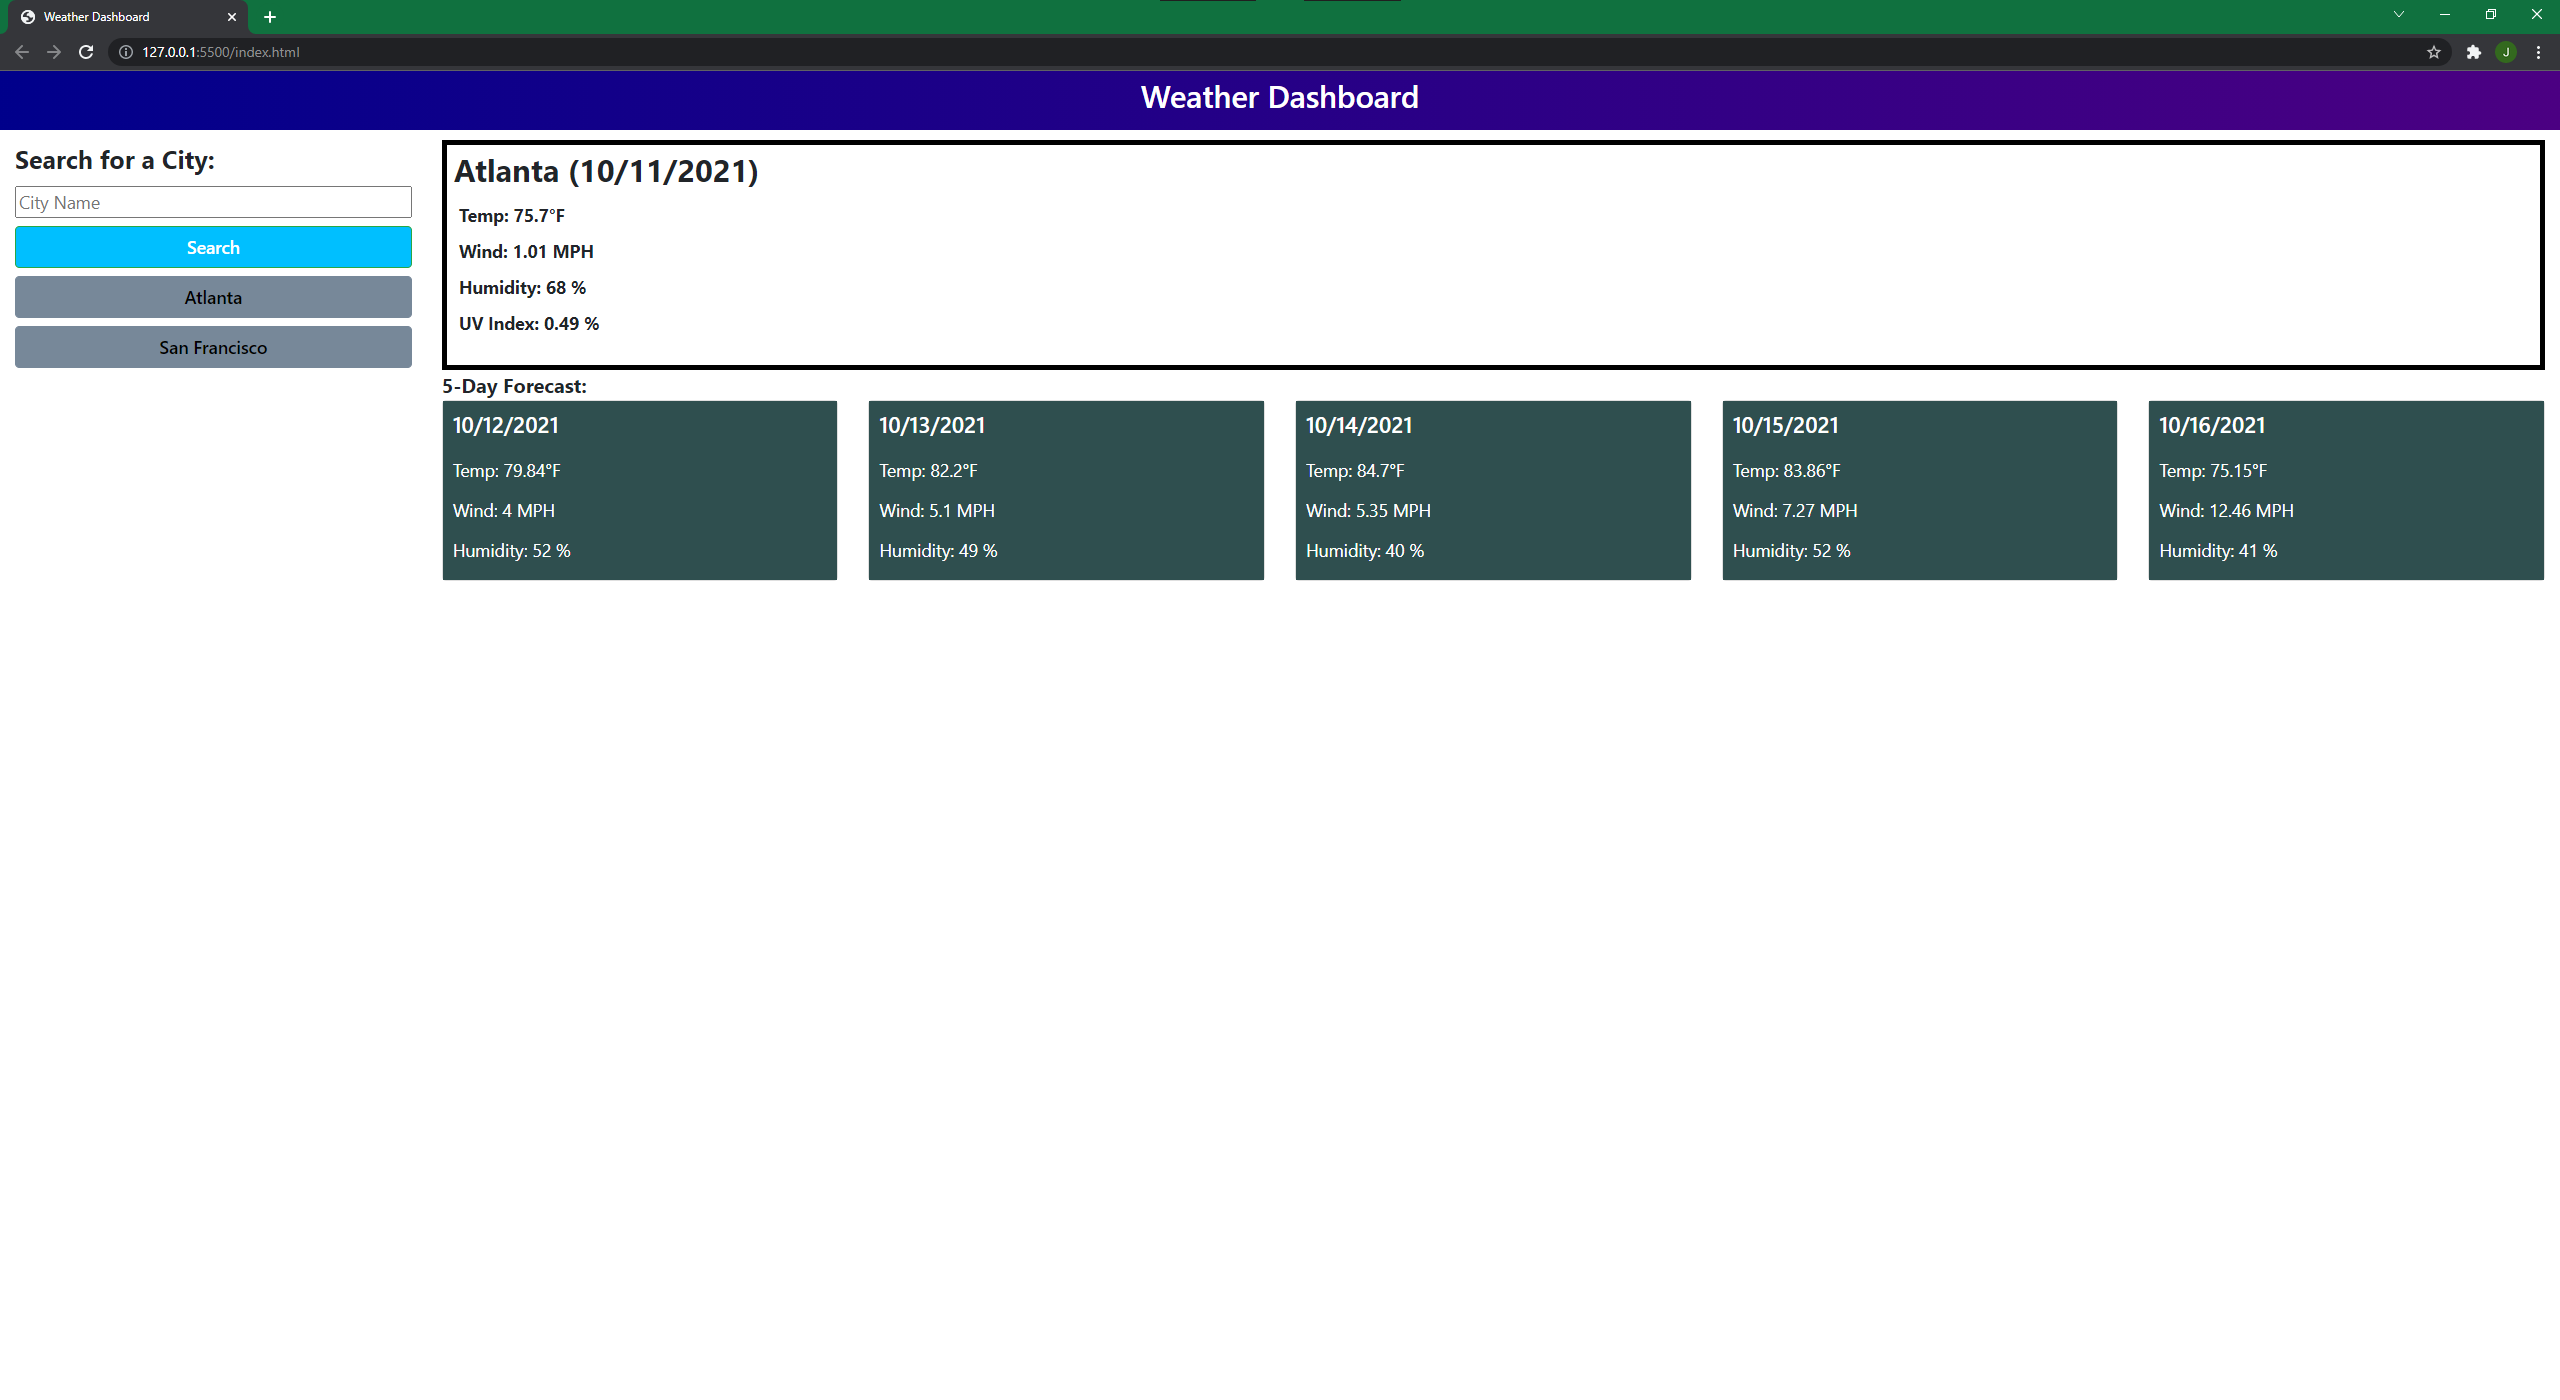 Weather Dashboard
127.0.0.1:5500/index.html
J
Weather Dashboard
Search for a City:
City Name
Search
Atlanta
San Francisco
Atlanta (10/11/2021)
Temp: 75.7°F
Wind: 1.01 MPH
Humidity: 68 %
UV Index: 0.49 %
5-Day Forecast:
10/12/2021
Temp: 79.84°F
Wind: 4 MPH
Humidity: 52 %
10/13/2021
Temp: 82.2°F
Wind: 5.1 MPH
Humidity: 49 %
10/14/2021
Temp: 84.7°F
Wind: 5.35 MPH
Humidity: 40 %
10/15/2021
Temp: 83.86°F
Wind: 7.27 MPH
Humidity: 52 %
10/16/2021
Temp: 75.15°F
Wind: 12.46 MPH
Humidity: 41 %